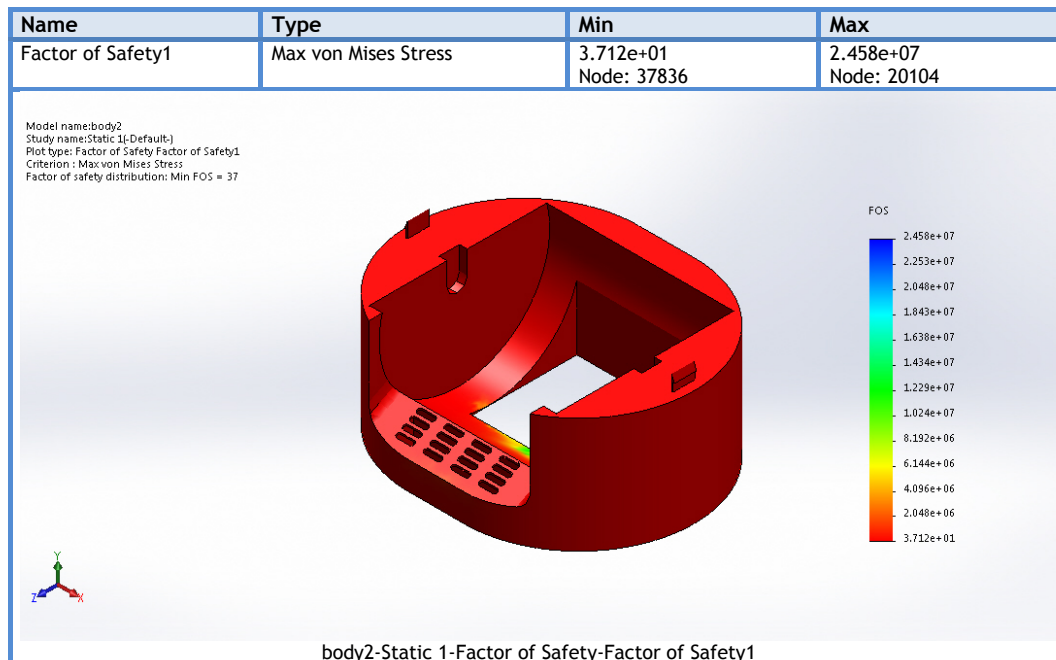 Name Type Min Max
Factor of Safety1 Max von Mises Stress 3.712e+01 2.458e+07
Node: 37836 Node: 20104
Model name:body2
Study name:Static 1(-Default-)
Plot type: Factor of Safety Factor of Safety1
Criterion : Max von Mises Stress
Factor of safety distribution: Min FOS = 37
FOS
2.458e+07
2.253e+07
2.048e+07
1.843e+07
1.638e+07
1.434e+07
1.229e+07
1.024e+07
8.192e+06
6.144e+06
4.096e+06
2.048e+06
3.712e+01
Y
Z X
body2-Static 1-Factor of Safety-Factor of Safety1